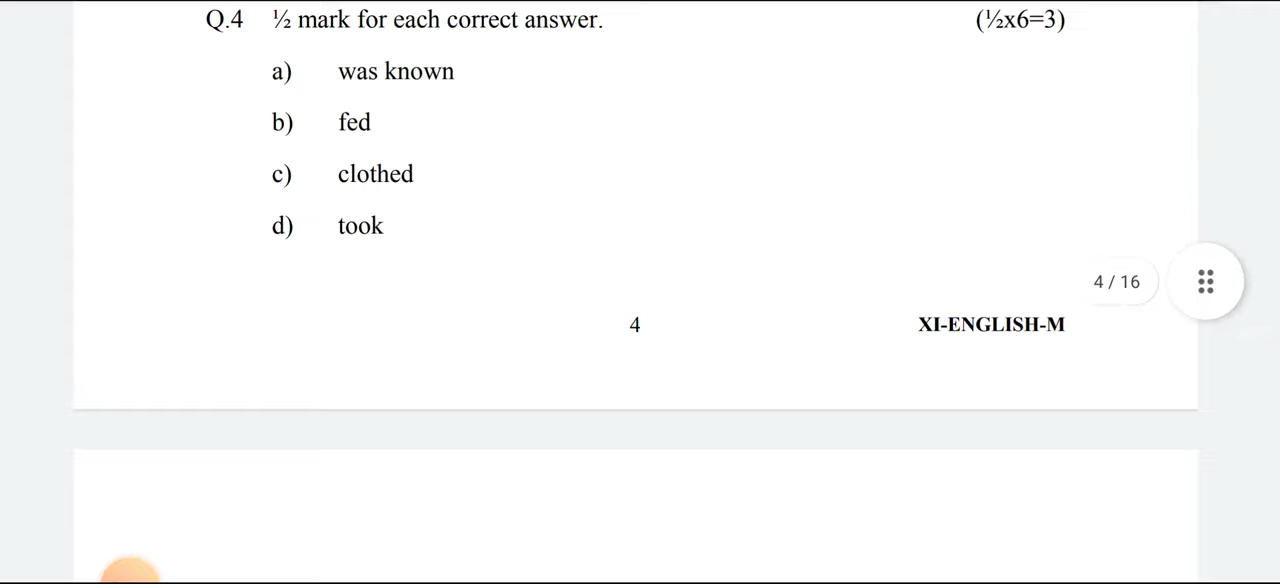 Q.4 ½ mark for each correct answer. (½x6=3)
a) was known
b) fed
c) clothed
d) took
4 / 16
4 XI-ENGLISH-M